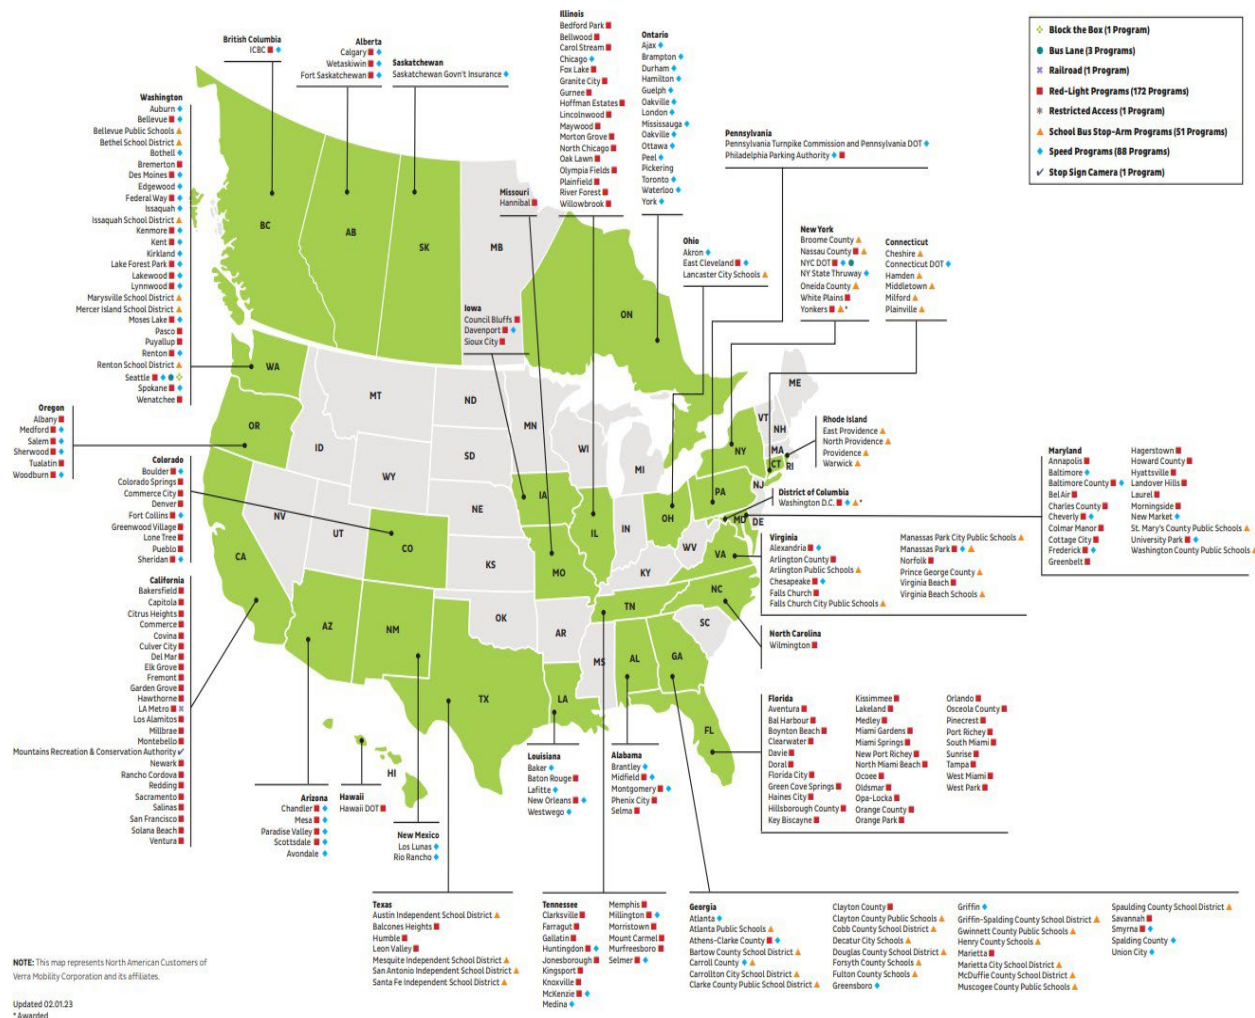 Block the Box (1 Program)
Bus Lane (3 Programs)
Railroad (1 Program)
Red-Light Programs (172 Programs)
Restricted Access (1 Program)
School Bus Stop-Arm Programs (51 Programs)
Speed Programs (88 Programs)
Stop Sign Camera (1 Program)
British Columbia
ICBC
Alberta
Calgary
Wetaskiwin
Fort Saskatchewan
Saskatchewan
Saskatchewan Govn't Insurance
Illinois
Bedford Park
Bellwood
Carol Stream
Chicago
Fox Lake
Granite City
Gurnee
Hoffman Estates
Lincolnwood
Maywood
Morton Grove
North Chicago
Oak Lawn
Olympia Fields
Plainfield
River Forest
Willowbrook
Ontario
Ajax
Brampton
Durham
Hamilton
Guelph
Oakville
London
Mississauga
Oakville
Ottawa
Peel
Pickering
Toronto
Waterloo
York
Pennsylvania
Pennsylvania Turnpike Commission and Pennsylvania DOT
Philadelphia Parking Authority
Missouri
Hannibal
Ohio
Akron
East Cleveland
Lancaster City Schools
New York
Broome County
Nassau County
NYC DOT
NY State Thruway
Oneida County
White Plains
Yonkers *
Connecticut
Cheshire
Connecticut DOT
Hamden
Middletown
Milford
Plainville
Iowa
Council Bluffs
Davenport
Sioux City
Washington
Auburn
Bellevue
Bellevue Public Schools
Bethel School District
Bothell
Bremerton
Des Moines
Edgewood
Federal Way
Issaquah
Issaquah School District
Kenmore
Kent
Kirkland
Lake Forest Park
Lakewood
Lynnwood
Marysville School District
Mercer Island School District
Moses Lake
Pasco
Puyallup
Renton
Renton School District
Seattle
Spokane
Wenatchee
Oregon
Albany
Medford
Salem
Sherwood
Tualatin
Woodburn
Colorado
Boulder
Colorado Springs
Commerce City
Denver
Fort Collins
Greenwood Village
Lone Tree
Pueblo
Sheridan
California
Bakersfield
Capitola
Citrus Heights
Commerce
Covina
Culver City
Del Mar
Elk Grove
Fremont
Garden Grove
Hawthorne
LA Metro
Los Alamitos
Millbrae
Montebello
Mountains Recreation & Conservation Authority
Newark
Rancho Cordova
Redding
Sacramento
Salinas
San Francisco
Solana Beach
Ventura
BC
AB
SK
MB
ON
WA
OR
CA
ID
NV
MT
WY
UT
CO
AZ
NM
ND
SD
NE
KS
OK
TX
MN
IA
MO
AR
LA
WI
IL
MI
IN
OH
KY
TN
MS
AL
GA
FL
SC
NC
VA
WV
PA
NY
VT
NH
ME
MA
CT
RI
NJ
MD
DE
HI
Rhode Island
East Providence
North Providence
Providence
Warwick
District of Columbia
Washington D.C. *
Maryland
Annapolis
Baltimore
Baltimore County
Bel Air
Charles County
Cheverly
Colmar Manor
Cottage City
Frederick
Greenbelt
Hagerstown
Howard County
Hyattsville
Landover Hills
Laurel
Morningside
New Market
St. Mary's County Public Schools
University Park
Washington County Public Schools
Virginia
Alexandria
Arlington County
Arlington Public Schools
Chesapeake
Falls Church
Falls Church City Public Schools
Manassas Park City Public Schools
Manassas Park
Norfolk
Prince George County
Virginia Beach
Virginia Beach Schools
North Carolina
Wilmington
Florida
Aventura
Bal Harbour
Boynton Beach
Clearwater
Davie
Doral
Florida City
Green Cove Springs
Haines City
Hillsborough County
Key Biscayne
Kissimmee
Lakeland
Medley
Miami Gardens
Miami Springs
New Port Richey
North Miami Beach
Ocoee
Oldsmar
Opa-Locka
Orange County
Orange Park
Orlando
Osceola County
Pinecrest
Port Richey
South Miami
Sunrise
Tampa
West Miami
West Park
Arizona
Chandler
Mesa
Paradise Valley
Scottsdale
Avondale
Hawaii
Hawaii DOT
New Mexico
Los Lunas
Rio Rancho
Louisiana
Baker
Baton Rouge
Lafitte
New Orleans
Westwego
Alabama
Brantley
Midfield
Montgomery
Phenix City
Selma
Texas
Austin Independent School District
Balcones Heights
Humble
Leon Valley
Mesquite Independent School District
San Antonio Independent School District
Santa Fe Independent School District
Tennessee
Clarksville
Farragut
Gallatin
Huntingdon
Jonesborough
Kingsport
Knoxville
McKenzie
Medina
Memphis
Millington
Morristown
Mount Carmel
Murfreesboro
Selmer
Georgia
Atlanta
Atlanta Public Schools
Athens-Clarke County
Bartow County School District
Carroll County
Carrollton City School District
Clarke County Public School District
Clayton County
Clayton County Public Schools
Cobb County School District
Decatur City Schools
Douglas County School District
Forsyth County Schools
Fulton County Schools
Greensboro
Griffin
Griffin-Spalding County School District
Gwinnett County Public Schools
Henry County Schools
Marietta
Marietta City School District
McDuffie County School District
Muscogee County Public Schools
Spaulding County School District
Savannah
Smyrna
Spalding County
Union City
NOTE: This map represents North American Customers of
Verra Mobility Corporation and its affiliates.
Updated 02.01.23
* Awarded